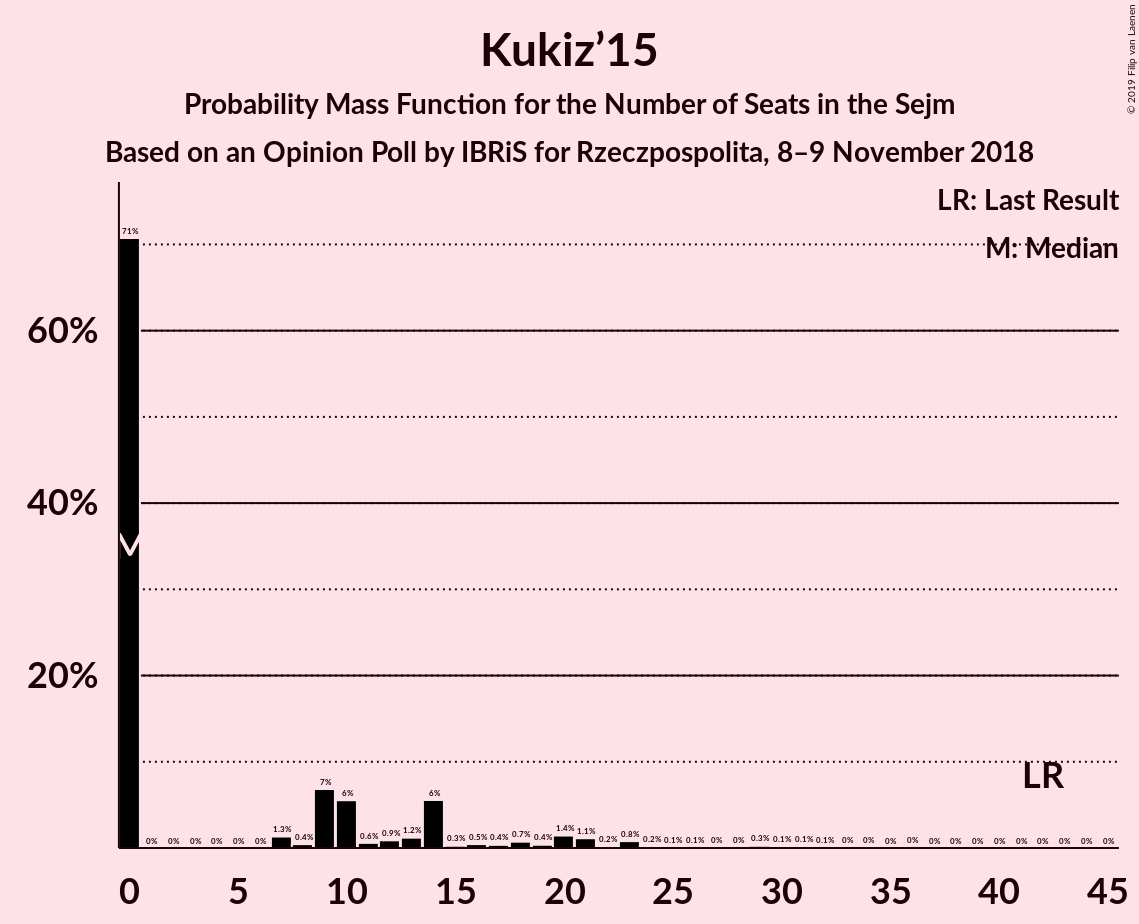 Kukiz’15
Probability Mass Function for the Number of Seats in the Sejm
Based on an Opinion Poll by IBRiS for Rzeczpospolita, 8–9 November 2018
© 2019 Filip van Laenen
LR: Last Result
M: Median
60%
40%
20%
71% 0% 0% 0% 0% 0% 0% 1.3% 0.4% 7% 6% 0.6% 0.9% 1.2% 6% 0.3% 0.5% 0.4% 0.7% 0.4% 1.4% 1.1% 0.2% 0.8% 0.2% 0.1% 0.1% 0% 0% 0.3% 0.1% 0.1% 0.1% 0% 0% 0% 0% 0% 0% 0% 0% 0% 0% 0% 0% 0%
LR
0 5 10 15 20 25 30 35 40 45